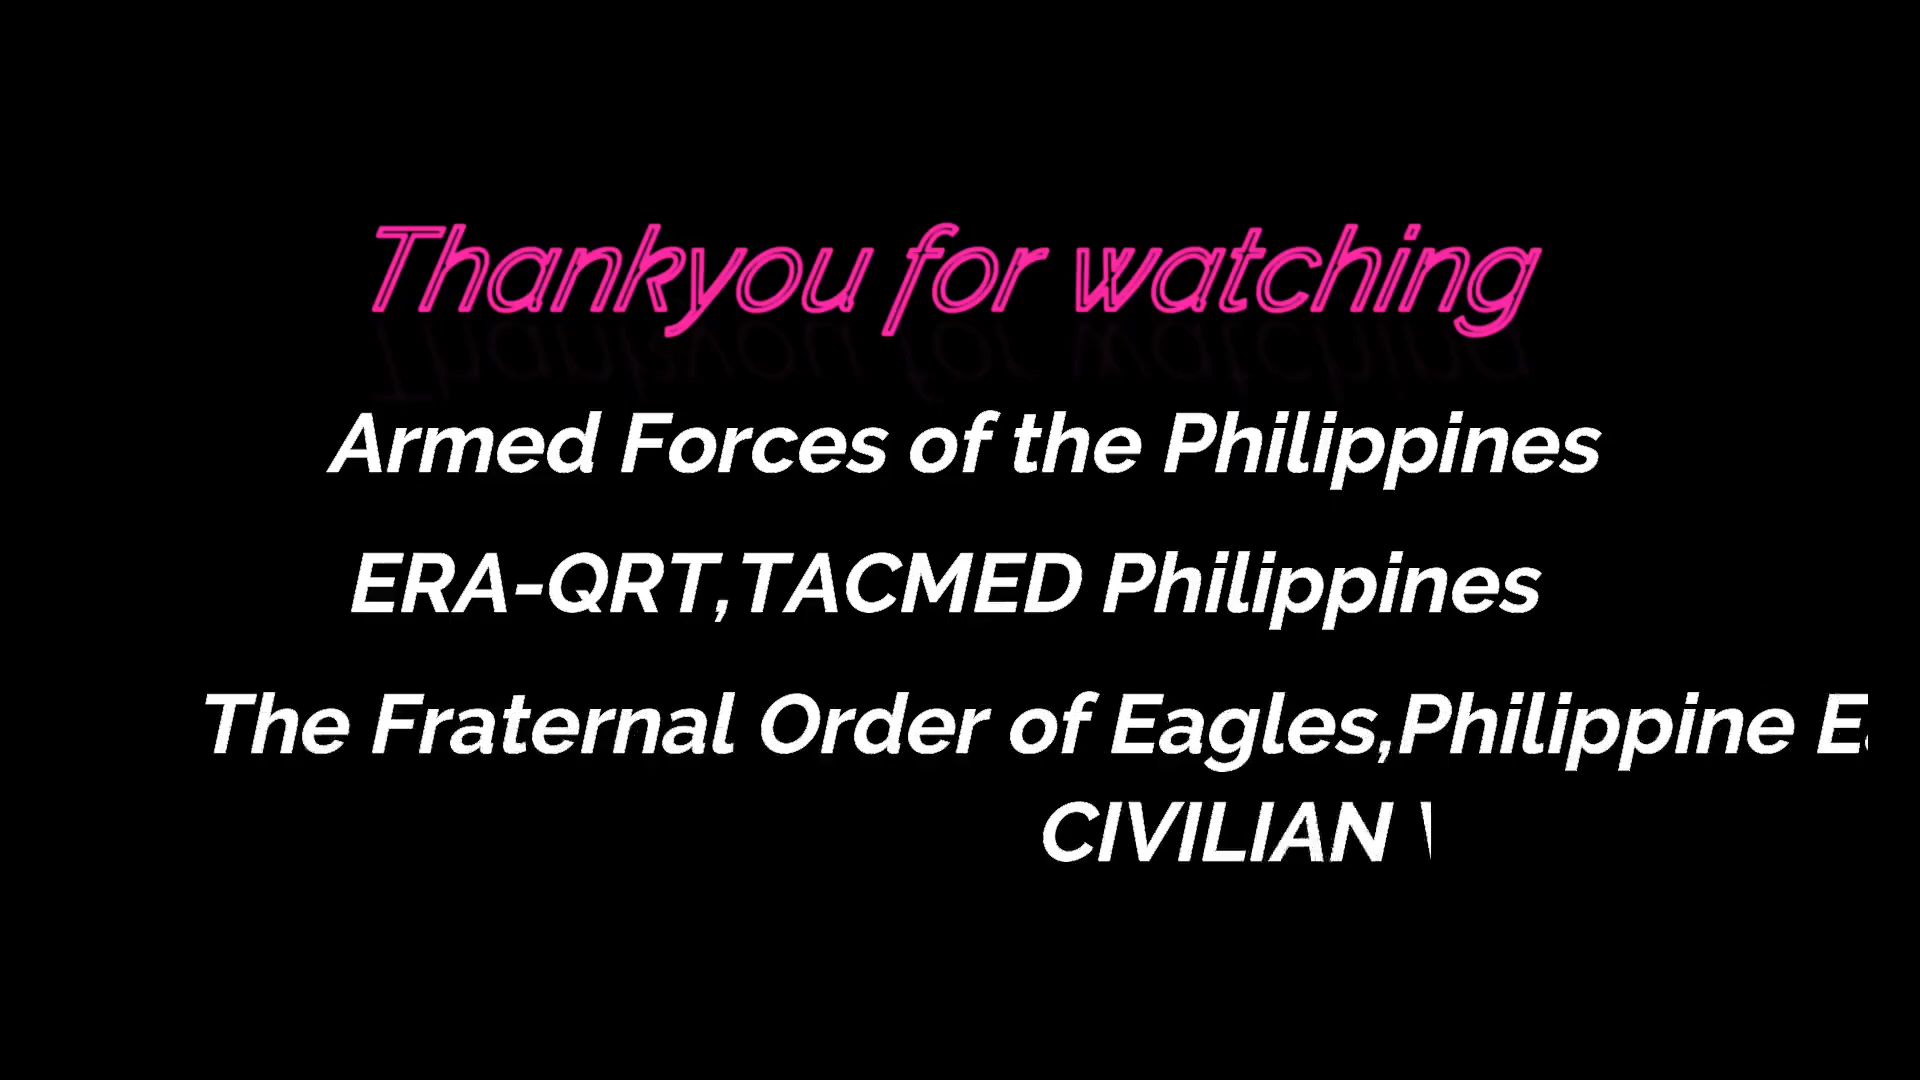 Thankyou for watching
Armed Forces of the Philippines
ERA-QRT,TACMED Philippines
The Fraternal Order of Eagles,Philippine
CIVILIAN